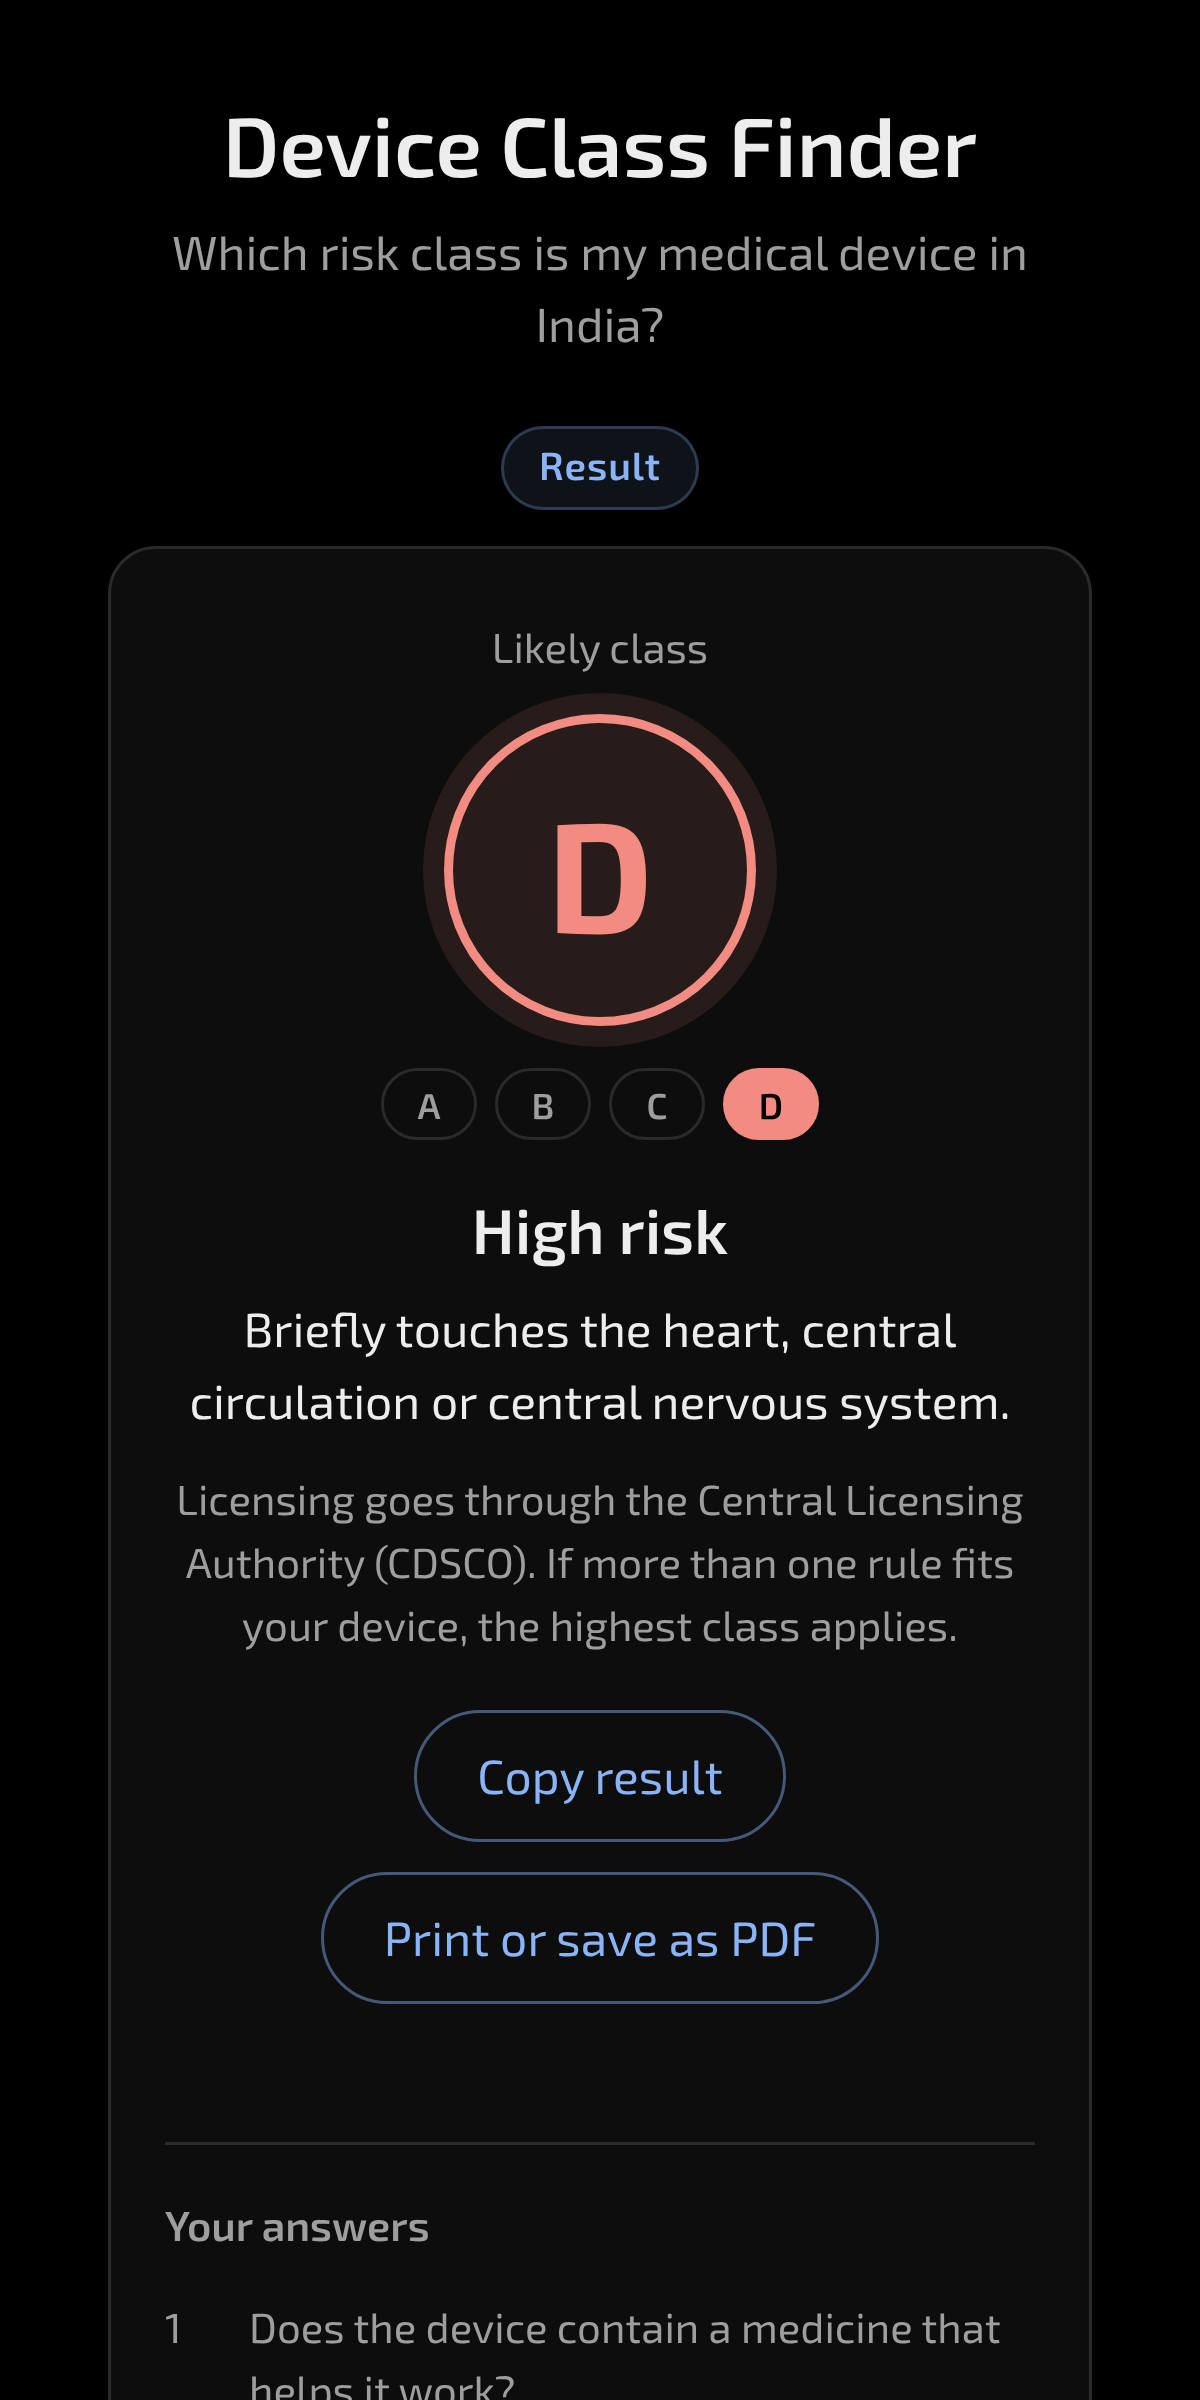 Device Class Finder
Which risk class is my medical device in
India?
Result
Likely class
D
A B C D
High risk
Briefly touches the heart, central
circulation or central nervous system.
Licensing goes through the Central Licensing
Authority (CDSCO). If more than one rule fits
your device, the highest class applies.
Copy result
Print or save as PDF
Your answers
1 Does the device contain a medicine that
helps it work?